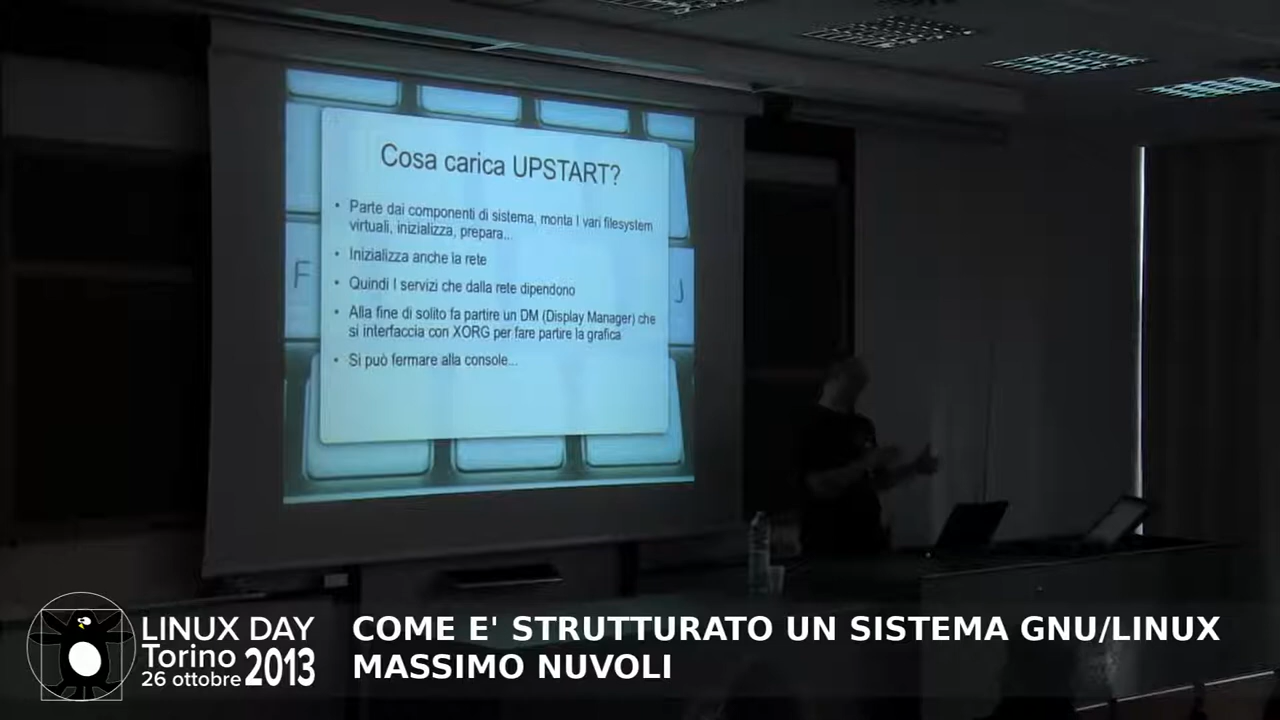 Cosa carica UPSTART?
• Parte dai componenti di sistema, monta I vari filesystem
virtuali, inizializza, prepara...
• Inizializza anche la rete
• Quindi I servizi che dalla rete dipendono
• Alla fine di solito fa partire un DM (Display Manager) che
si interfaccia con XORG per fare partire la grafica
• Si può fermare alla console...
F
J
LINUX DAY
Torino
26 ottobre 2013
COME E' STRUTTURATO UN SISTEMA GNU/LINUX
MASSIMO NUVOLI